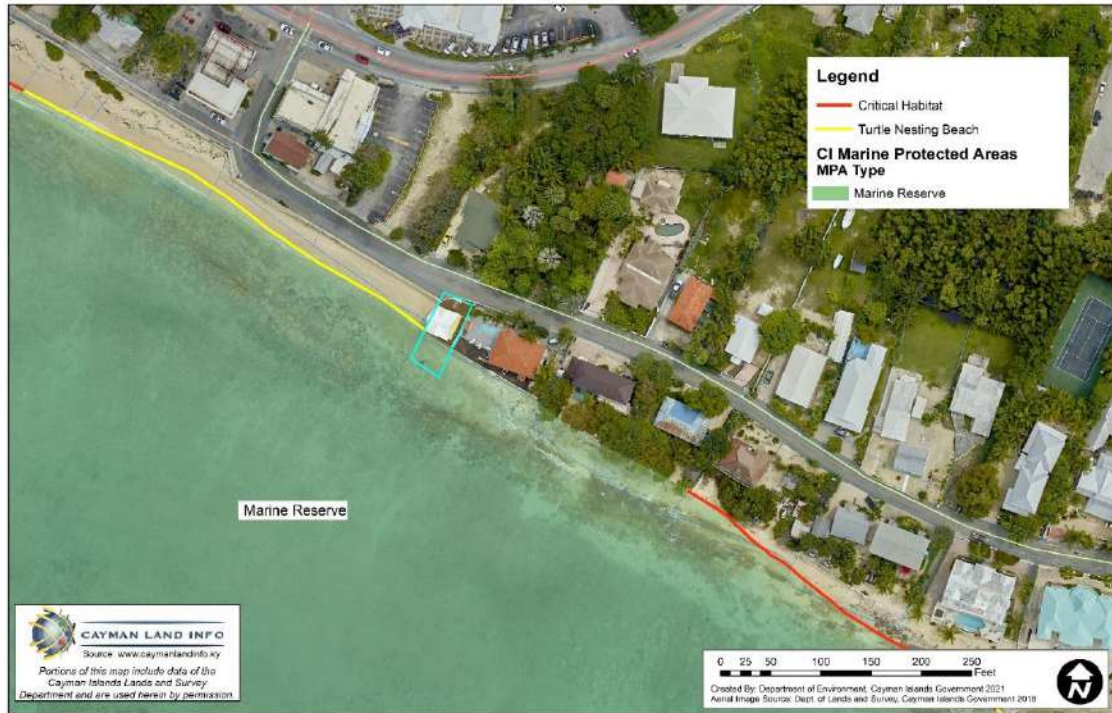 Legend
Critical Habitat
Turtle Nesting Beach
CI Marine Protected Areas
MPA Type
Marine Reserve
Marine Reserve
CAYMAN LAND INFO
Source: www.caymanlandinfo.ky
Portions of this map include data of the
Cayman Islands Lands and Survey
Department and are used herein by permission.
0 25 50 100 150 200 250
Feet
Created By: Department of Environment, Cayman Islands Government 2021
Aerial Image Source: Dept. of Lands and Survey, Cayman Islands Government 2018
N